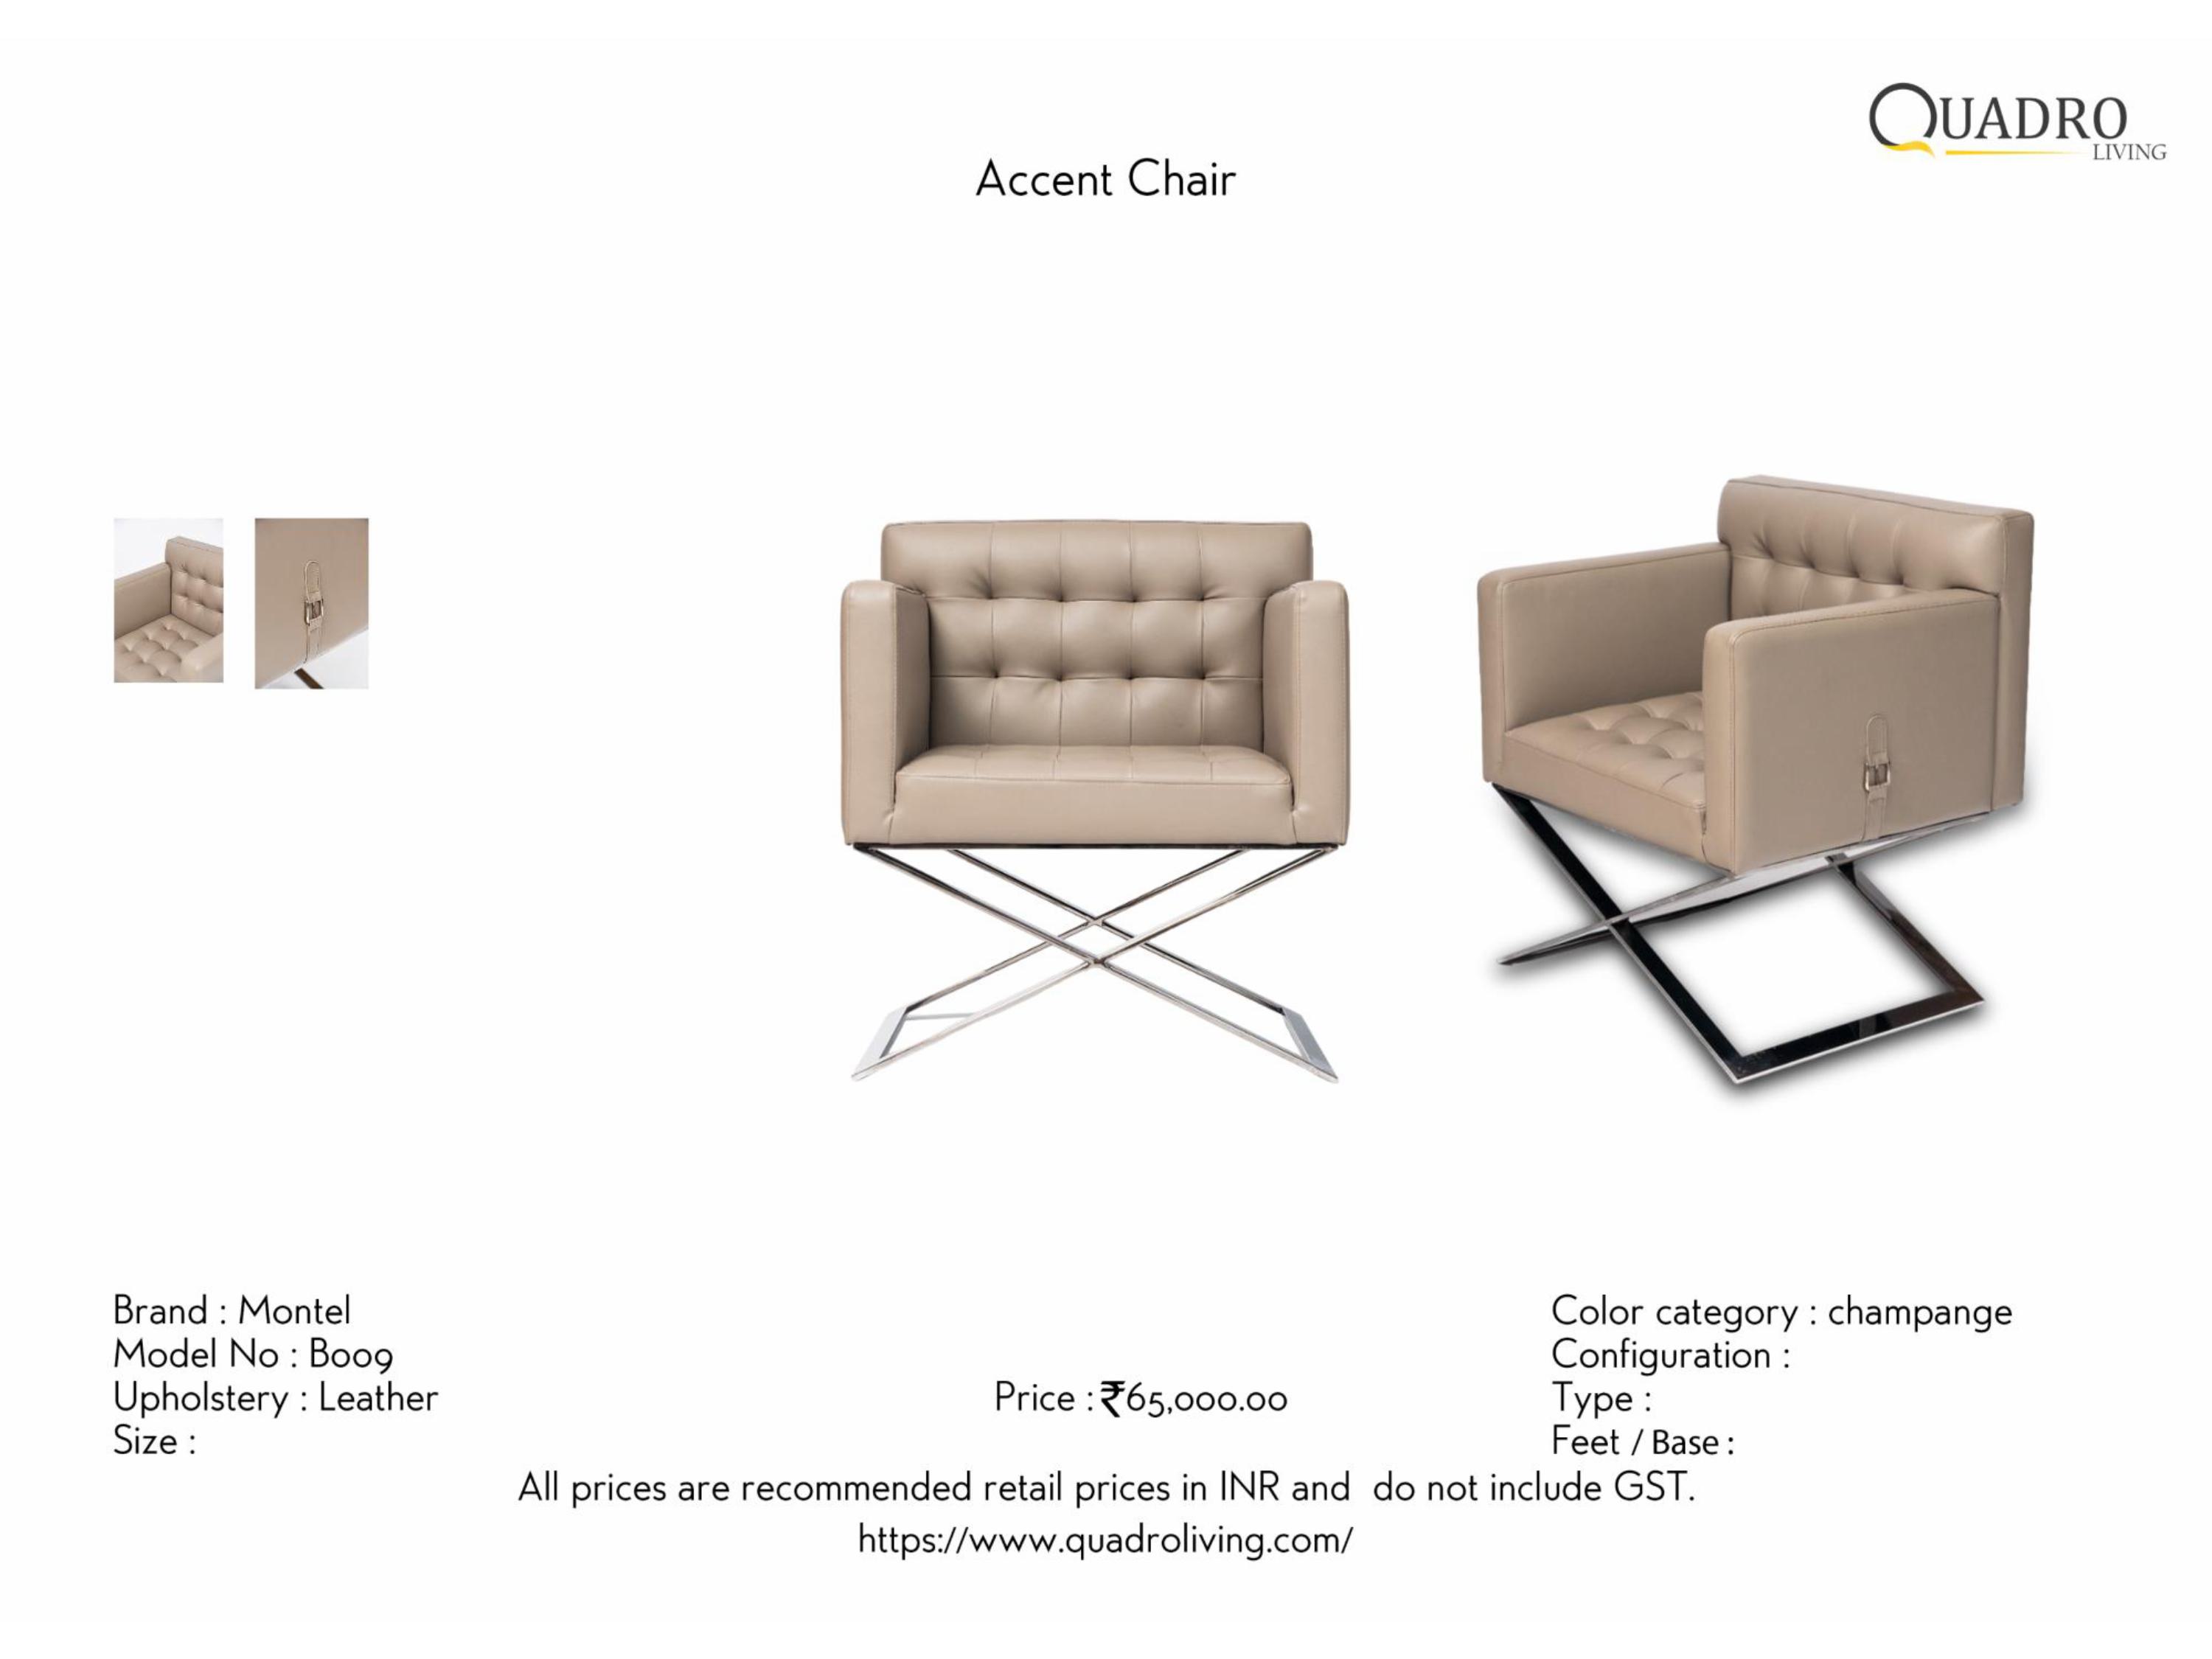 QUADRO
LIVING
Accent Chair
Brand : Montel
Model No : B009
Upholstery : Leather
Size :
Price : ₹65,000.00
Color category : champange
Configuration :
Type :
Feet / Base :
All prices are recommended retail prices in INR and do not include GST.
https://www.quadroliving.com/